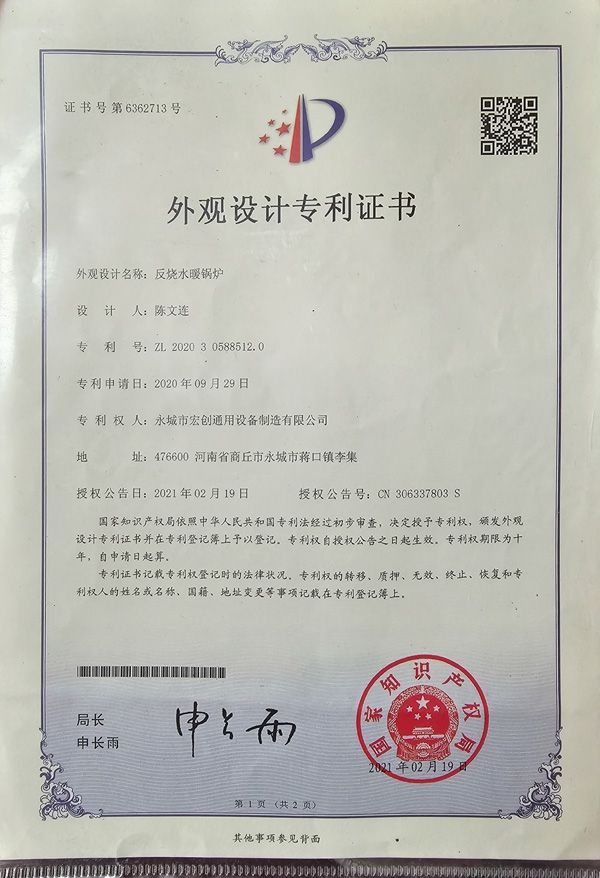 证书号第6362713号
外观设计专利证书
外观设计名称：反烧水暖锅炉
设计人：陈文连
专利号：ZL 2020 3 0588512.0
专利申请日：2020年09月29日
专利权人：永城市宏创通用设备制造有限公司
地址：476600 河南省商丘市永城市蒋口镇李集
授权公告日：2021年02月19日 授权公告号：CN 306337803 S
国家知识产权局依照中华人民共和国专利法经过初步审查，决定授予专利权，颁发外观
设计专利证书并在专利登记簿上予以登记。专利权自授权公告之日起生效。专利权期限为十
年，自申请日起算。
专利证书记载专利权登记时的法律状况。专利权的转移、质押、无效、终止、恢复和专
利权人的姓名或名称、国籍、地址变更等事项记载在专利登记簿上。
局长
申长雨
申长雨
国家知识产权局
2021年02月19日
第1页（共2页）
其他事项参见背面